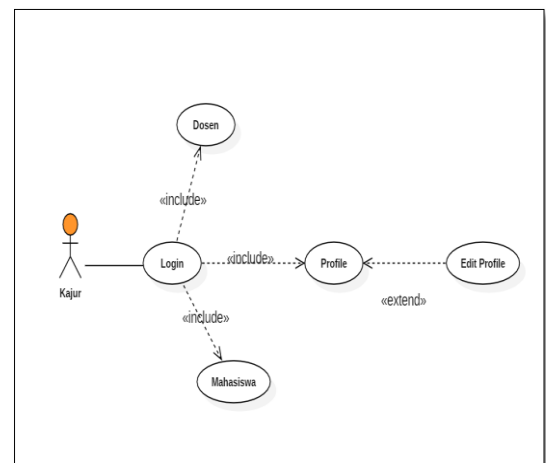 Dosen
«include»
Login
«include»
Profile
Edit Profile
Kajur
«extend»
«include»
Mahasiswa